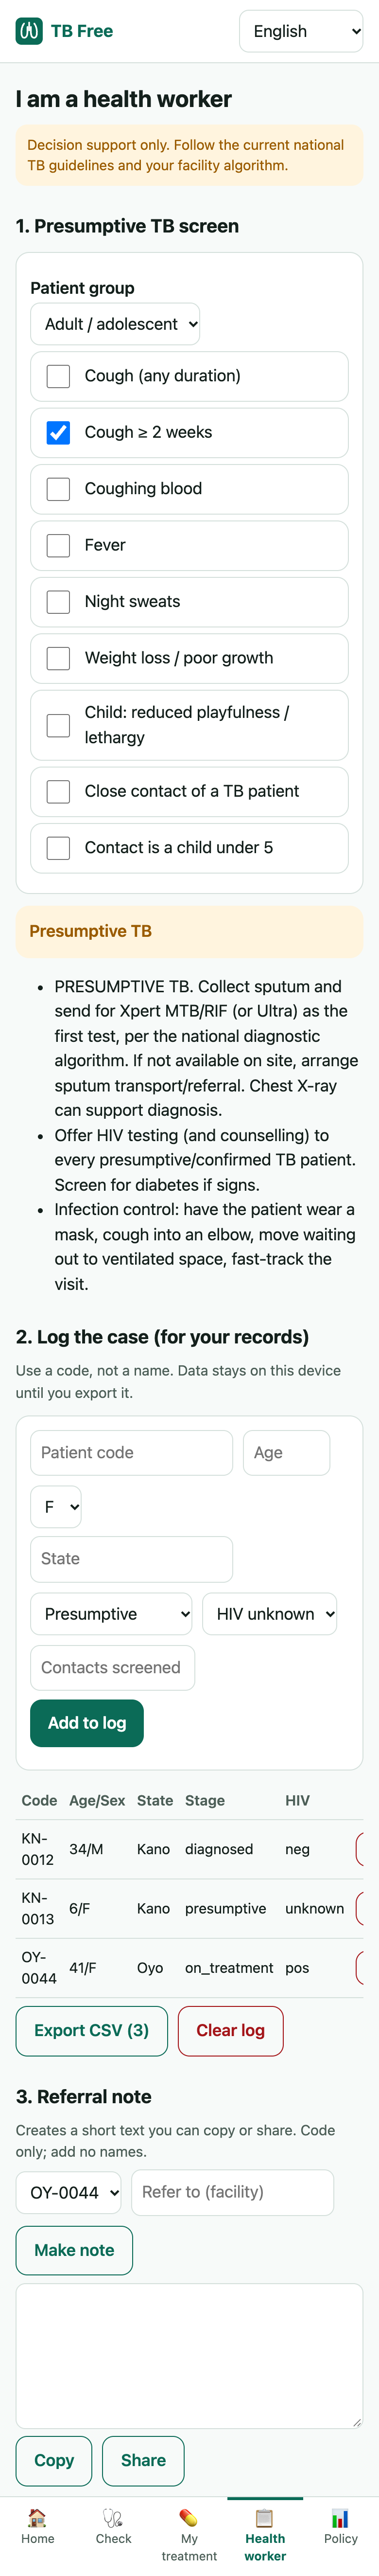 TB Free
English
I am a health worker
Decision support only. Follow the current national
TB guidelines and your facility algorithm.
1. Presumptive TB screen
Patient group
Adult / adolescent
Cough (any duration)
Cough ≥ 2 weeks
Coughing blood
Fever
Night sweats
Weight loss / poor growth
Child: reduced playfulness /
lethargy
Close contact of a TB patient
Contact is a child under 5
Presumptive TB
• PRESUMPTIVE TB. Collect sputum and
send for Xpert MTB/RIF (or Ultra) as the
first test, per the national diagnostic
algorithm. If not available on site, arrange
sputum transport/referral. Chest X-ray
can support diagnosis.
• Offer HIV testing (and counselling) to
every presumptive/confirmed TB patient.
Screen for diabetes if signs.
• Infection control: have the patient wear a
mask, cough into an elbow, move waiting
out to ventilated space, fast-track the
visit.
2. Log the case (for your records)
Use a code, not a name. Data stays on this device
until you export it.
Patient code Age
F
State
Presumptive HIV unknown
Contacts screened
Add to log
Code Age/Sex State Stage HIV
KN-
0012 34/M Kano diagnosed neg
KN-
0013 6/F Kano presumptive unknown
OY-
0044 41/F Oyo on_treatment pos
Export CSV (3) Clear log
3. Referral note
Creates a short text you can copy or share. Code
only; add no names.
OY-0044 Refer to (facility)
Make note
Copy Share
Home Check My
treatment Health
worker Policy